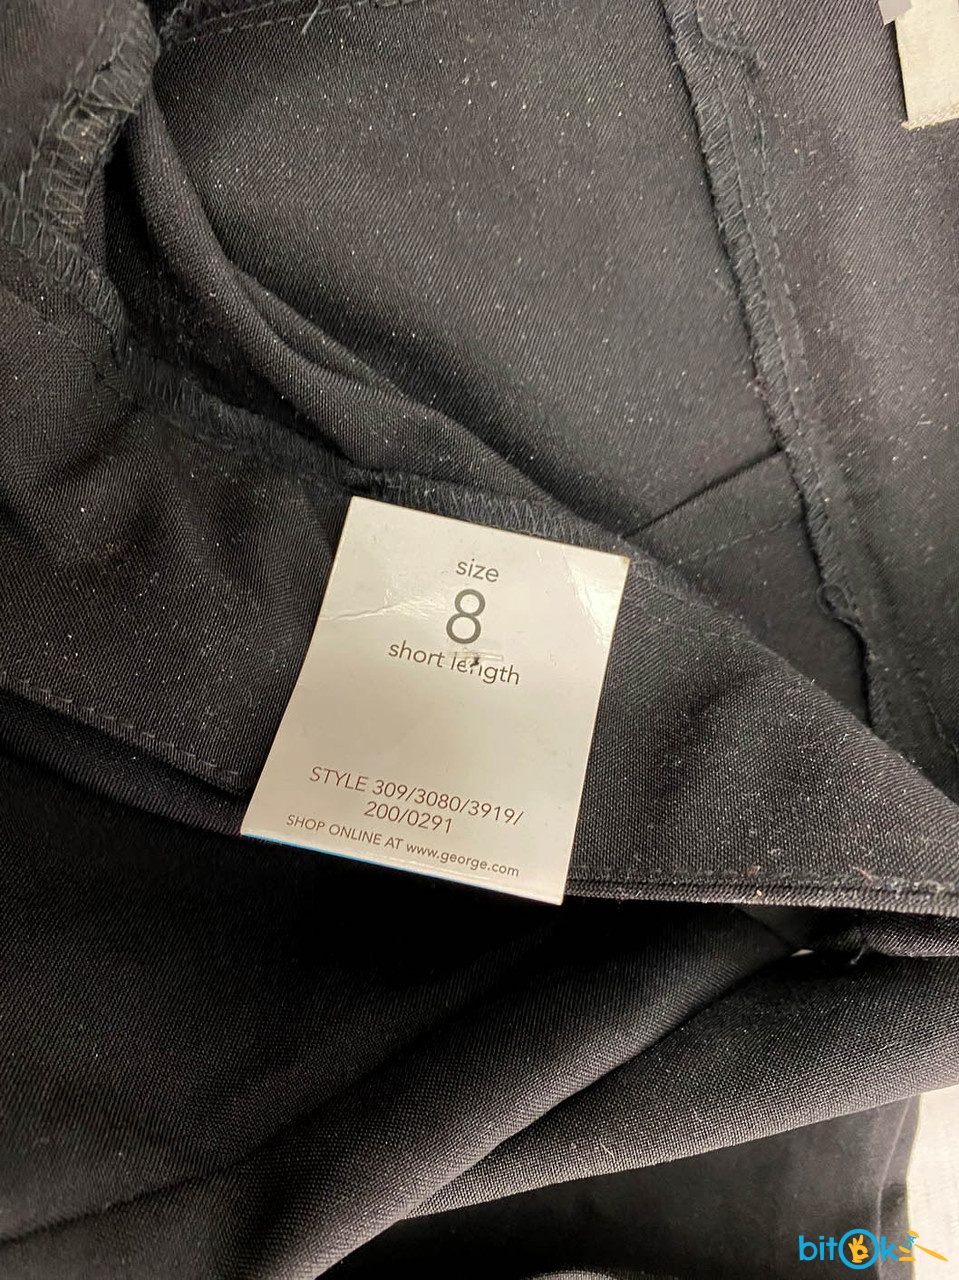 size
8
short length
STYLE 309/3080/3919/
200/0291
SHOP ONLINE AT www.george.com
bitOk